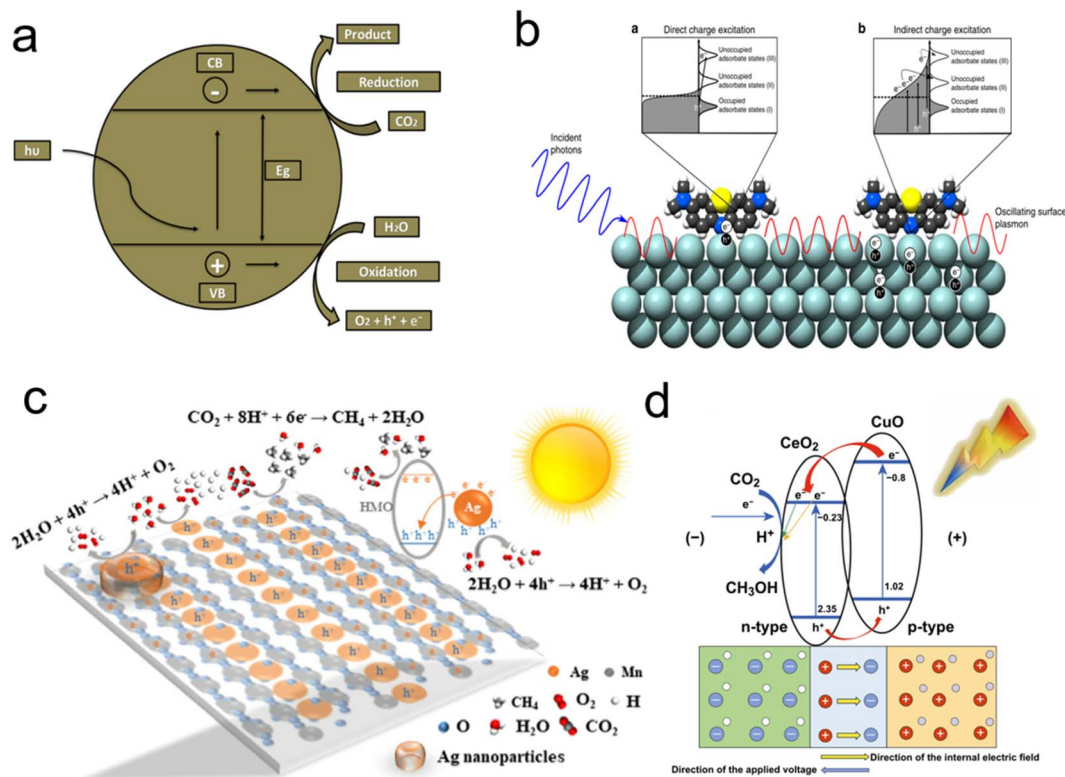 a
CB
-
hυ
Eg
+
VB
Product
Reduction
CO₂
H₂O
Oxidation
O₂ + h⁺ + e⁻
b
a
Direct charge excitation
e⁻
Unoccupied
adsorbate states (III)
Unoccupied
adsorbate states (II)
h⁺
Occupied
adsorbate states (I)
b
Indirect charge excitation
e⁻
e⁻ e⁻
Unoccupied
adsorbate states (III)
Unoccupied
adsorbate states (II)
Occupied
adsorbate states (I)
h⁺ h⁺
Incident
photons
Oscillating surface
plasmon
e⁻
h⁺
e⁻
h⁺
e⁻
h⁺
e⁻
h⁺
e⁻
h⁺
c
CO₂ + 8H⁺ + 6e⁻ → CH₄ + 2H₂O
2H₂O + 4h⁺ → 4H⁺ + O₂
HMO
e⁻ e⁻ e⁻ e⁻
Ag
h⁺ h⁺ h⁺
h⁺ h⁺ h⁺ h⁺
2H₂O + 4h⁺ → 4H⁺ + O₂
h⁺
Ag Mn
CH₄ O₂ H
O H₂O CO₂
Ag nanoparticles
d
CuO
CeO₂
e⁻
−0.8
CO₂
e⁻
e⁻ e⁻
−0.23
(−)
H⁺
(+)
CH₃OH
1.02
2.35
h⁺
h⁺
n-type
p-type
Direction of the internal electric field
Direction of the applied voltage